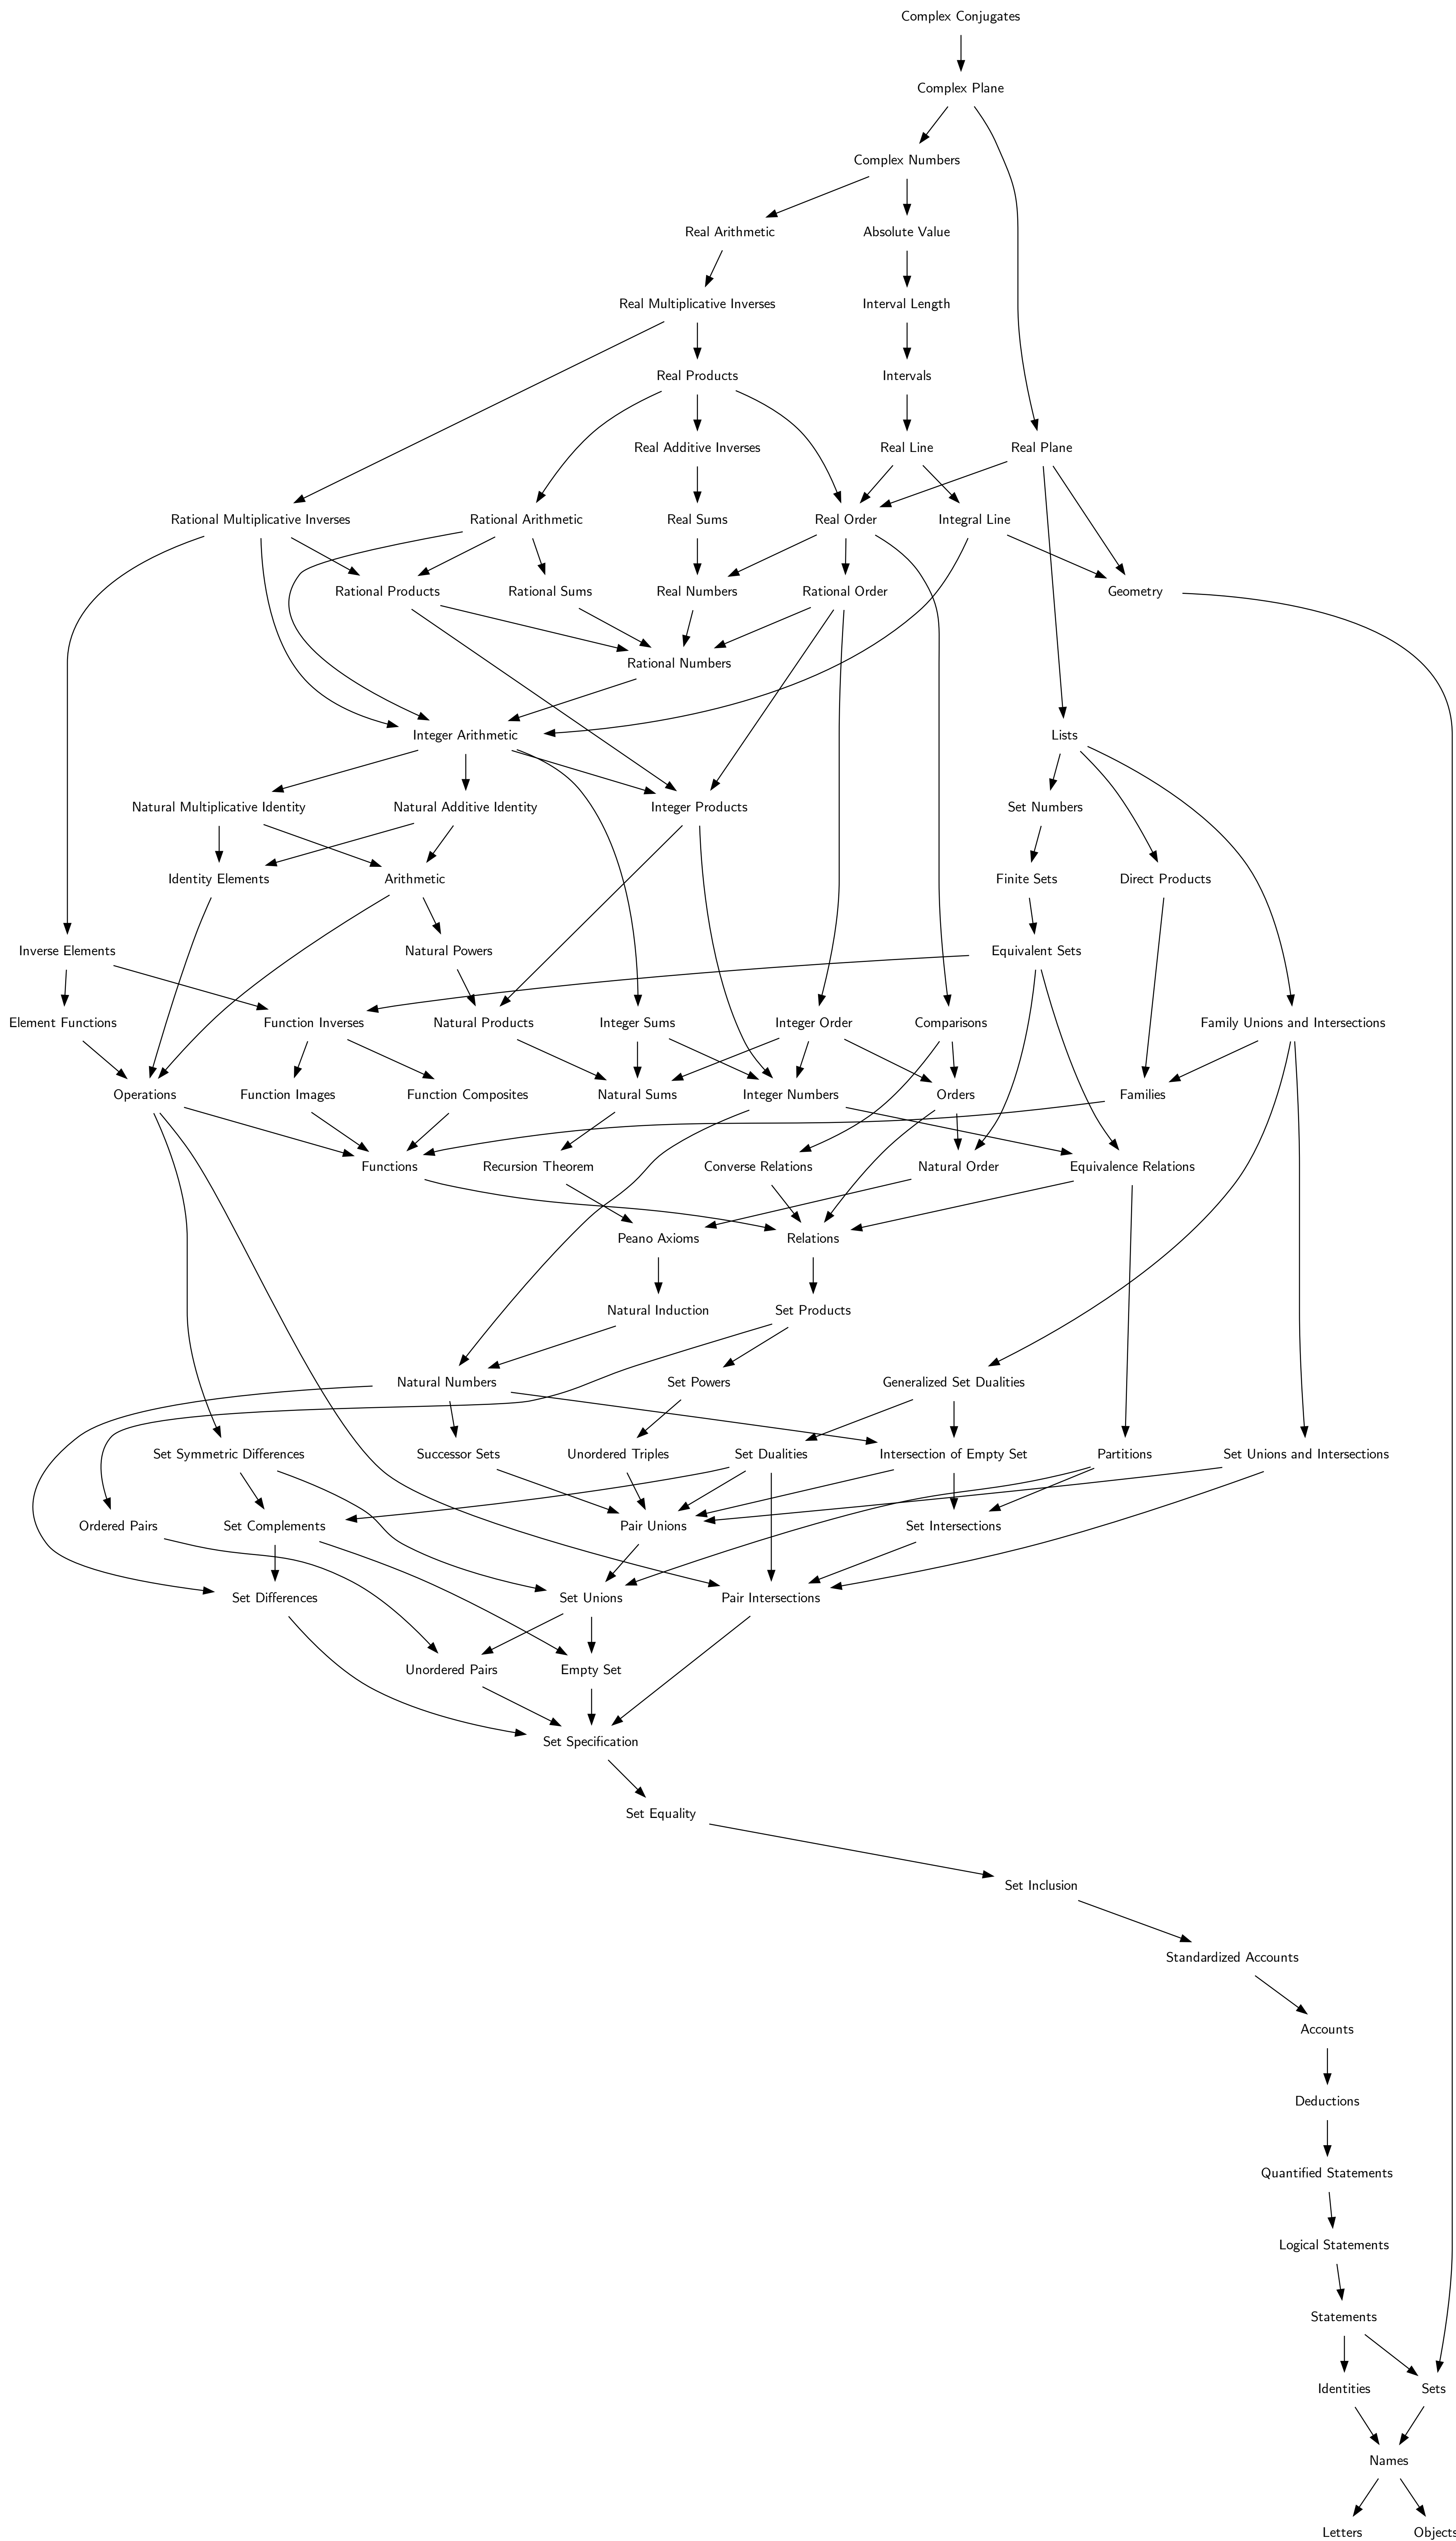 Complex Conjugates
Complex Plane
Complex Numbers
Real Arithmetic
Absolute Value
Real Multiplicative Inverses
Interval Length
Real Products
Intervals
Real Additive Inverses
Real Line
Real Plane
Rational Multiplicative Inverses
Rational Arithmetic
Real Sums
Real Order
Integral Line
Rational Products
Rational Sums
Real Numbers
Rational Order
Geometry
Rational Numbers
Integer Arithmetic
Lists
Natural Multiplicative Identity
Natural Additive Identity
Integer Products
Set Numbers
Identity Elements
Arithmetic
Finite Sets
Direct Products
Inverse Elements
Natural Powers
Equivalent Sets
Element Functions
Function Inverses
Natural Products
Integer Sums
Integer Order
Comparisons
Family Unions and Intersections
Operations
Function Images
Function Composites
Natural Sums
Integer Numbers
Orders
Families
Functions
Recursion Theorem
Converse Relations
Natural Order
Equivalence Relations
Peano Axioms
Relations
Natural Induction
Set Products
Natural Numbers
Set Powers
Generalized Set Dualities
Set Symmetric Differences
Successor Sets
Unordered Triples
Set Dualities
Intersection of Empty Set
Partitions
Set Unions and Intersections
Ordered Pairs
Set Complements
Pair Unions
Set Intersections
Set Differences
Set Unions
Pair Intersections
Unordered Pairs
Empty Set
Set Specification
Set Equality
Set Inclusion
Standardized Accounts
Accounts
Deductions
Quantified Statements
Logical Statements
Statements
Identities
Sets
Names
Letters
Objects